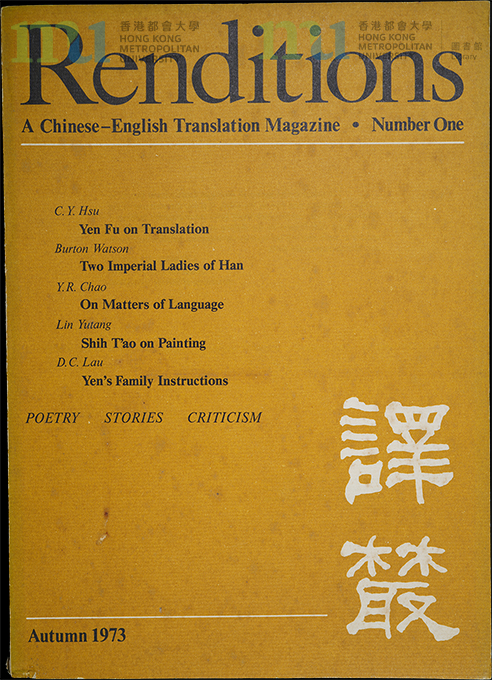 香港都會大學
HONG KONG
METROPOLITAN
UNIVERSITY
香港都會大學
HONG KONG
METROPOLITAN
UNIVERSITY
圖書館
Library
Renditions
A Chinese–English Translation Magazine • Number One
C. Y. Hsu
Yen Fu on Translation
Burton Watson
Two Imperial Ladies of Han
Y.R. Chao
On Matters of Language
Lin Yutang
Shih T'ao on Painting
D.C. Lau
Yen's Family Instructions
POETRY STORIES CRITICISM
譯
叢
Autumn 1973